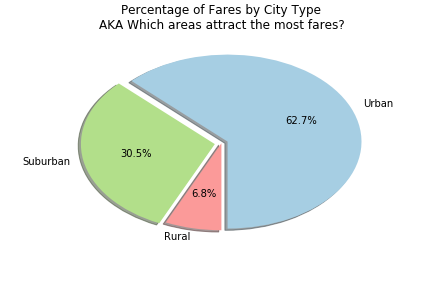 Percentage of Fares by City Type
AKA Which areas attract the most fares?
Urban
62.7%
30.5%
Suburban
6.8%
Rural